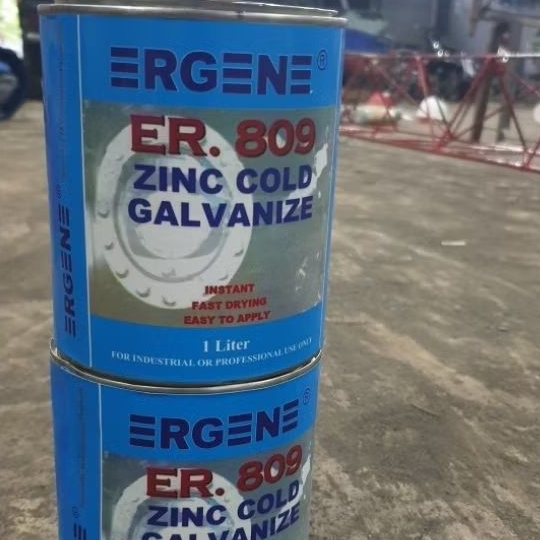 ERGENE®
ER. 809
ZINC COLD
GALVANIZE
INSTANT
FAST DRYING
EASY TO APPLY
1 Liter
FOR INDUSTRIAL OR PROFESSIONAL USE ONLY
ERGENE®
ERGENE®
ER. 809
ZINC COLD
GALVANIZE